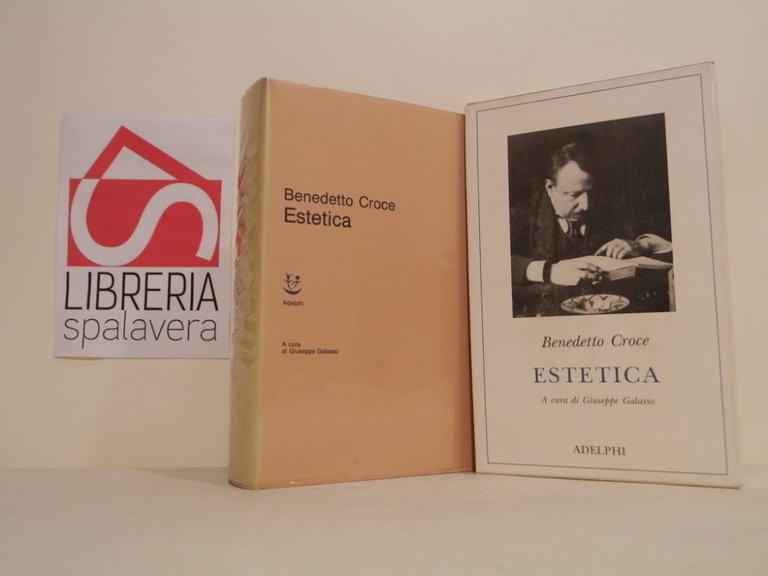 LIBRERIA
spalavera
Benedetto Croce
Estetica
Adelphi
A cura
di Giuseppe Galasso
Benedetto Croce
ESTETICA
A cura di Giuseppe Galasso
ADELPHI